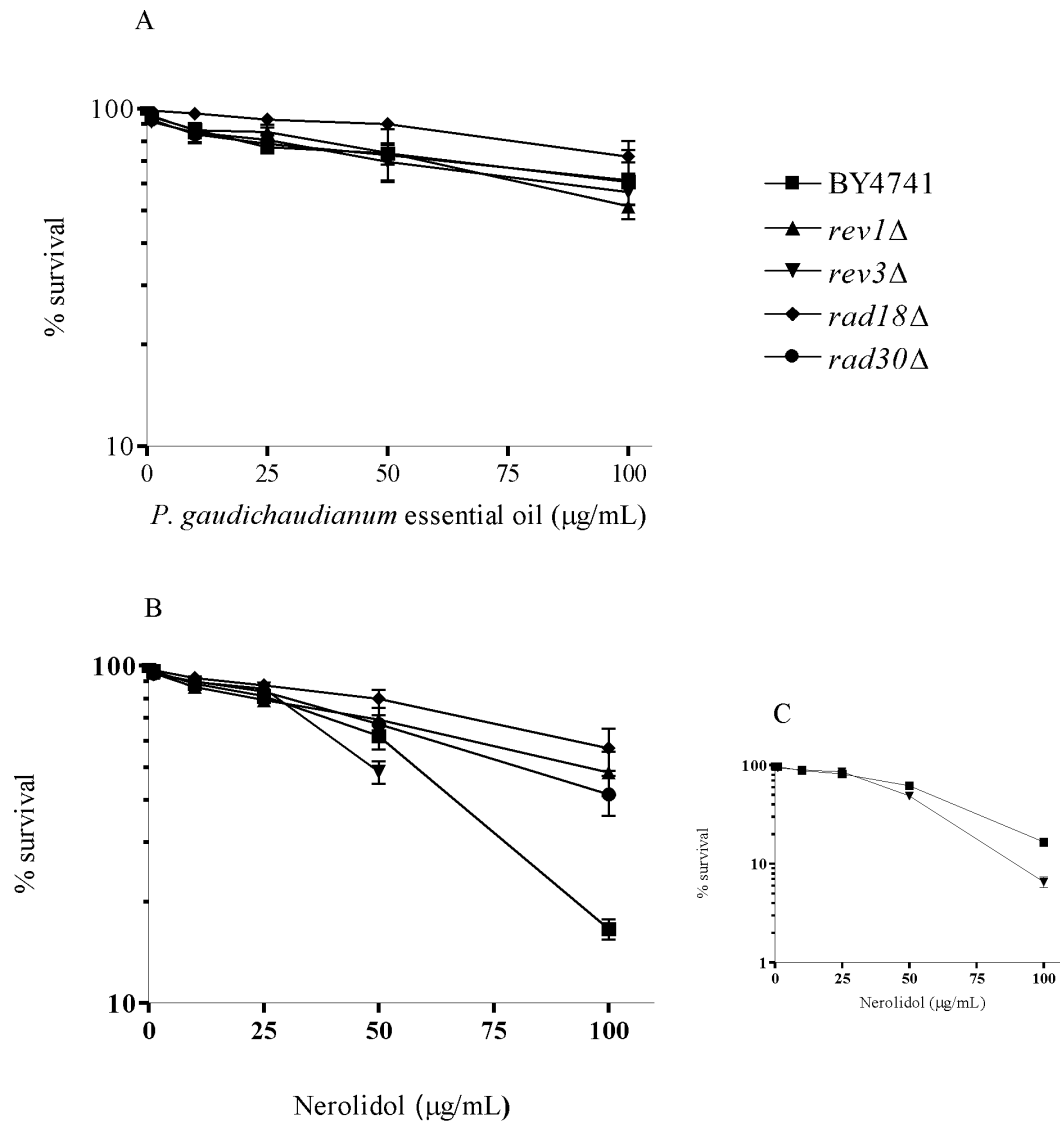 A
100
10
% survival
0 25 50 75 100
P. gaudichaudianum essential oil (µg/mL)
BY4741
rev1Δ
rev3Δ
rad18Δ
rad30Δ
B
100
10
% survival
0 25 50 75 100
Nerolidol (µg/mL)
C
100
10
1
% survival
0 25 50 75 100
Nerolidol (µg/mL)